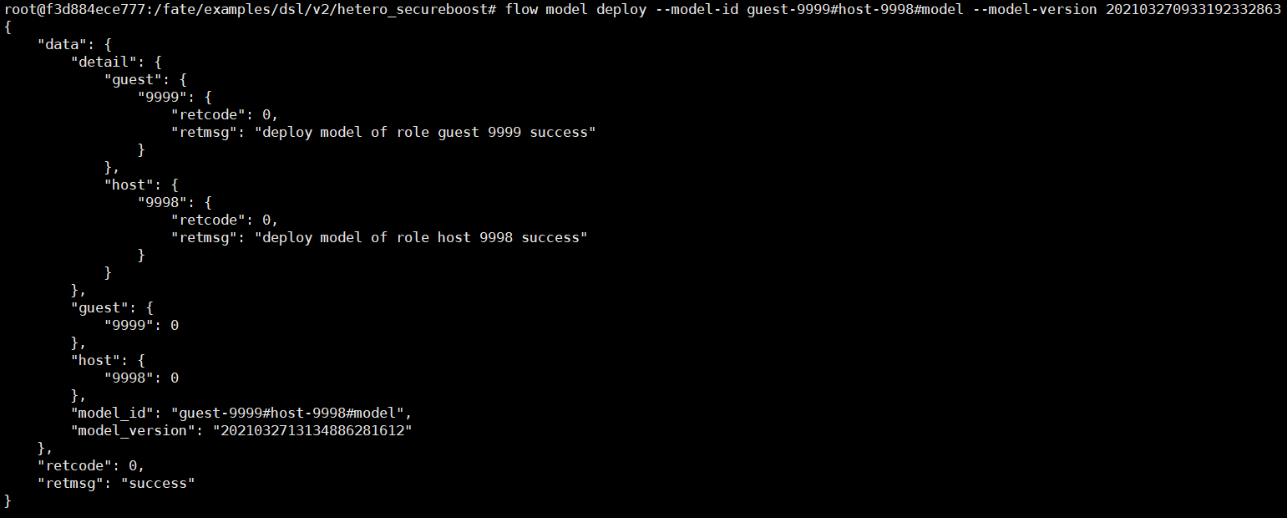 root@f3d884ece777:/fate/examples/dsl/v2/hetero_secureboost# flow model deploy --model-id guest-9999#host-9998#model --model-version 202103270933192332863
{
    "data": {
        "detail": {
            "guest": {
                "9999": {
                    "retcode": 0,
                    "retmsg": "deploy model of role guest 9999 success"
                }
            },
            "host": {
                "9998": {
                    "retcode": 0,
                    "retmsg": "deploy model of role host 9998 success"
                }
            }
        },
        "guest": {
            "9999": 0
        },
        "host": {
            "9998": 0
        },
        "model_id": "guest-9999#host-9998#model",
        "model_version": "2021032713134886281612"
    },
    "retcode": 0,
    "retmsg": "success"
}